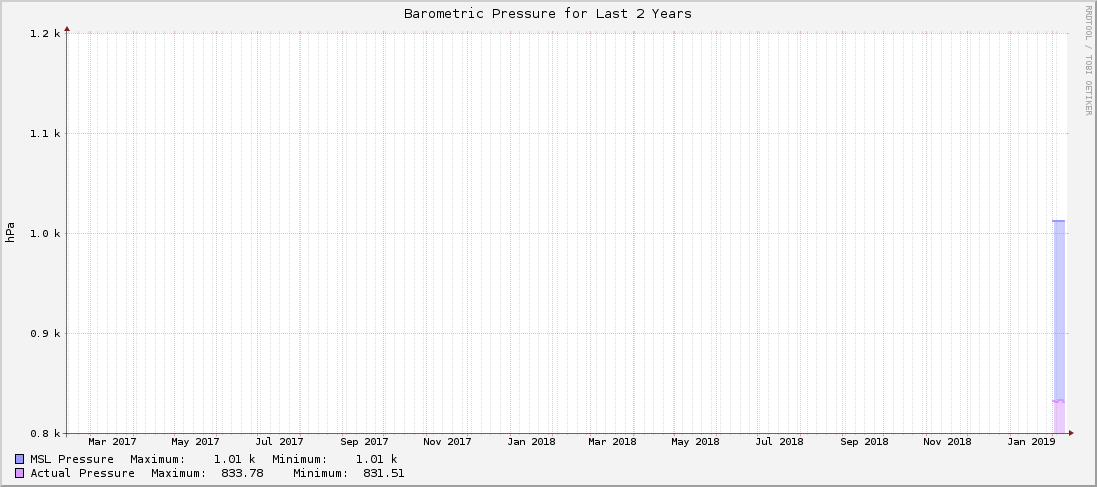 Barometric Pressure for Last 2 Years
RRDTOOL / TOBI OETIKER
1.2 k
1.1 k
1.0 k
0.9 k
0.8 k
hPa
Mar 2017 May 2017 Jul 2017 Sep 2017 Nov 2017 Jan 2018 Mar 2018 May 2018 Jul 2018 Sep 2018 Nov 2018 Jan 2019
MSL Pressure Maximum: 1.01 k Minimum: 1.01 k
Actual Pressure Maximum: 833.78 Minimum: 831.51